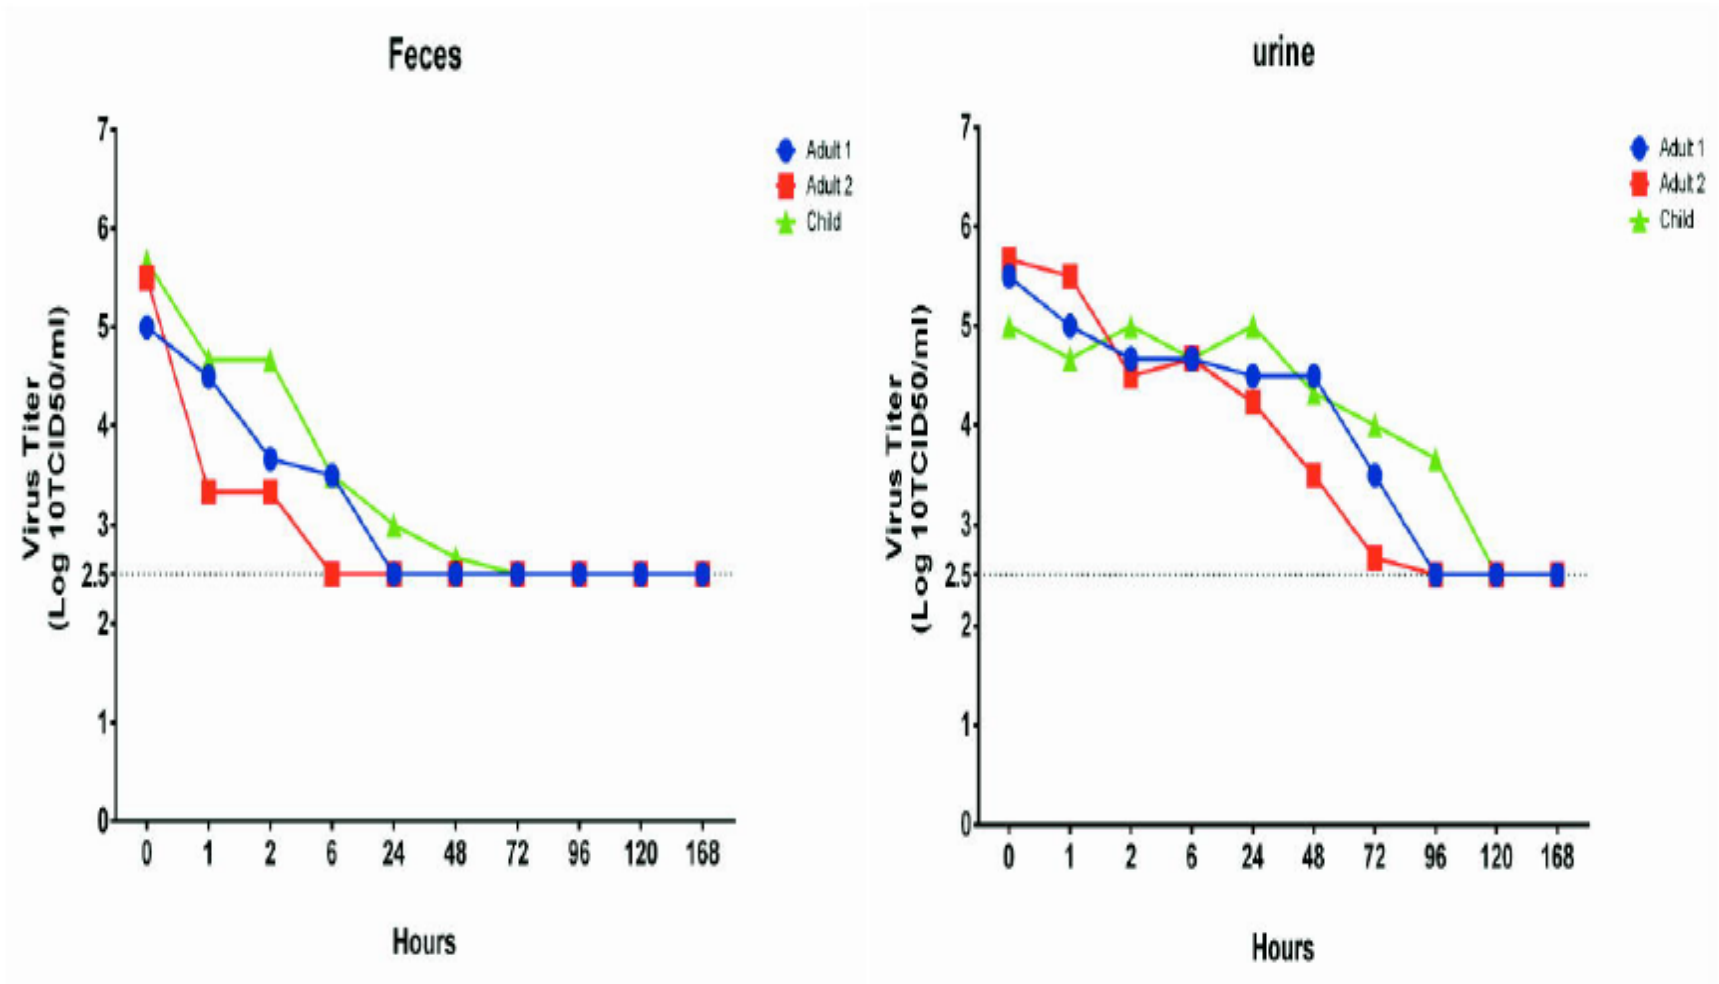 Feces
7
6
5
4
3
2.5
2
1
0
Virus Titer
(Log 10TCID50/ml)
0 1 2 6 24 48 72 96 120 168
Hours
Adult 1
Adult 2
Child
urine
7
6
5
4
3
2.5
2
1
0
Virus Titer
(Log 10TCID50/ml)
0 1 2 6 24 48 72 96 120 168
Hours
Adult 1
Adult 2
Child